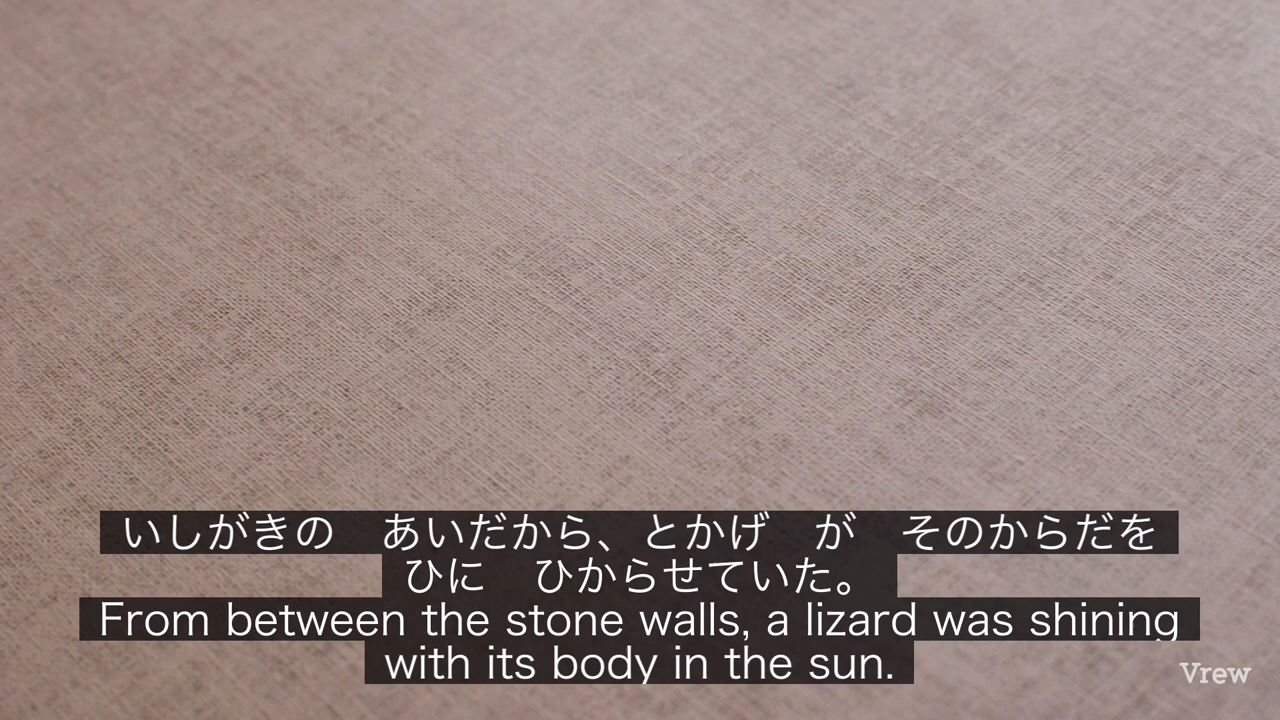 いしがきの　あいだから、とかげ　が　そのからだを
ひに　ひからせていた。
From between the stone walls, a lizard was shining
with its body in the sun.
Vrew